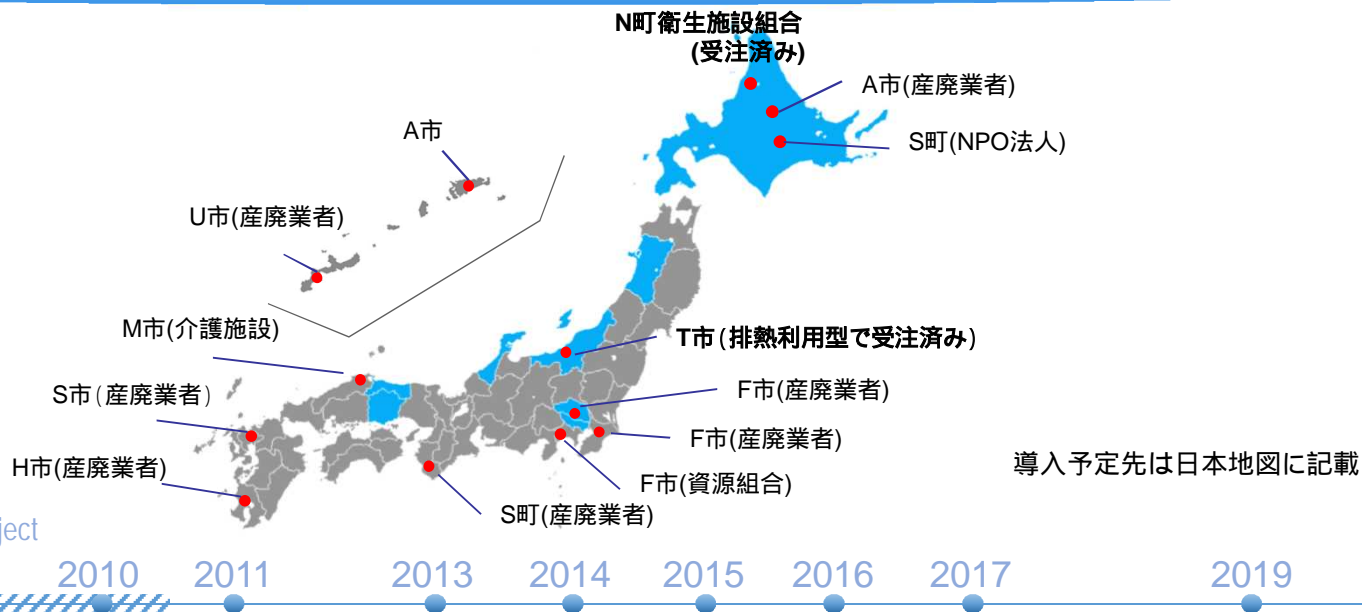 N町衛生施設組合
(受注済み)
A市(産廃業者)
S町(NPO法人)
A市
U市(産廃業者)
M市(介護施設)
T市(排熱利用型で受注済み)
S市(産廃業者)
F市(産廃業者)
F市(産廃業者)
H市(産廃業者)
F市(資源組合)
導入予定先は日本地図に記載
S町(産廃業者)
ject
2010 2011 2013 2014 2015 2016 2017 2019